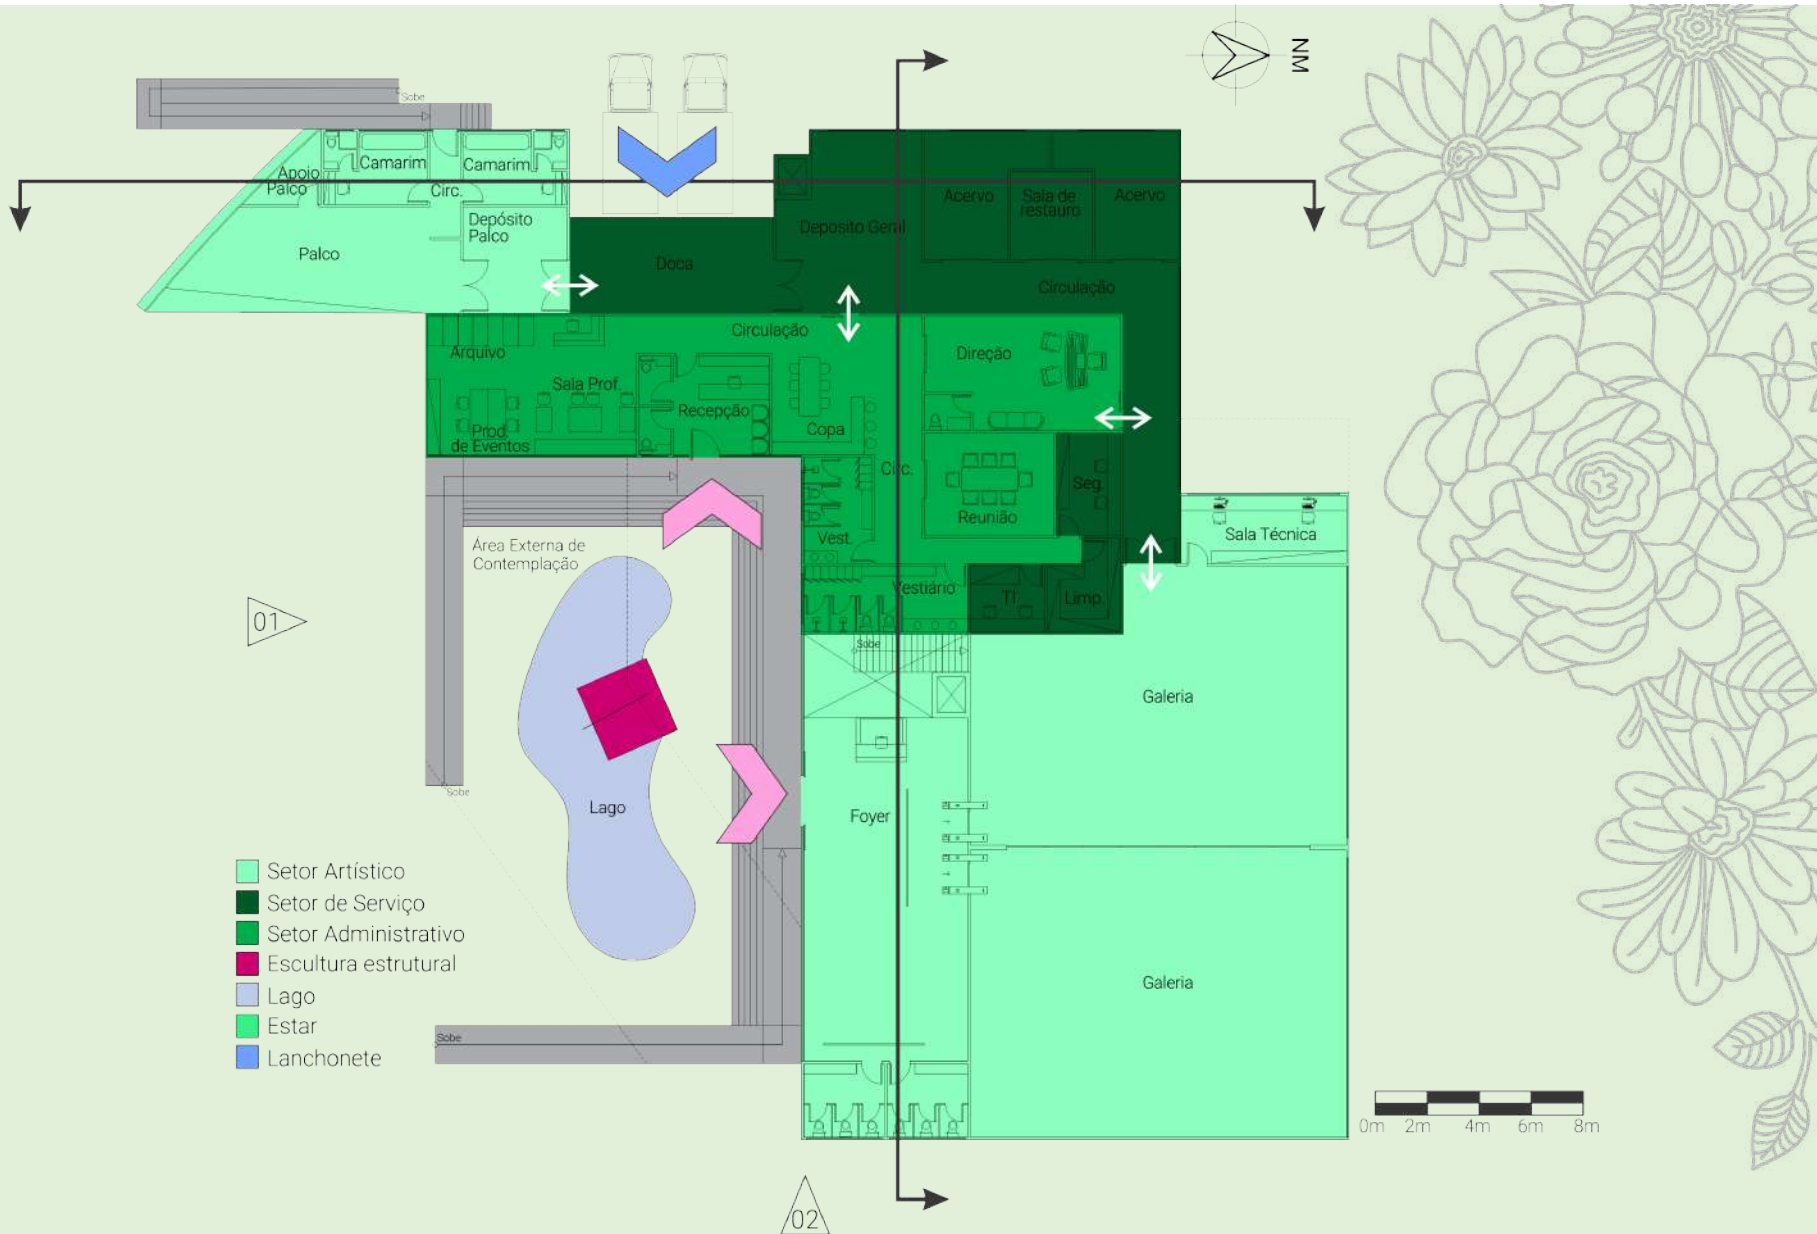 NM
Sobe
Camarim
Camarim
Apoio
Palco
Circ.
Depósito
Palco
Palco
Acervo
Sala de
restauro
Acervo
Deposito Geral
Doca
Circulação
Circulação
Arquivo
Sala Prof.
Recepção
Prod.
de Eventos
Copa
Direção
Circ.
Seg.
Reunião
Vest.
Vestiário
TI
Limp.
Sala Técnica
Área Externa de
Contemplação
01
Sobe
Galeria
Sobe
Lago
Foyer
Galeria
Setor Artístico
Setor de Serviço
Setor Administrativo
Escultura estrutural
Lago
Estar
Lanchonete
Sobe
0m 2m 4m 6m 8m
02